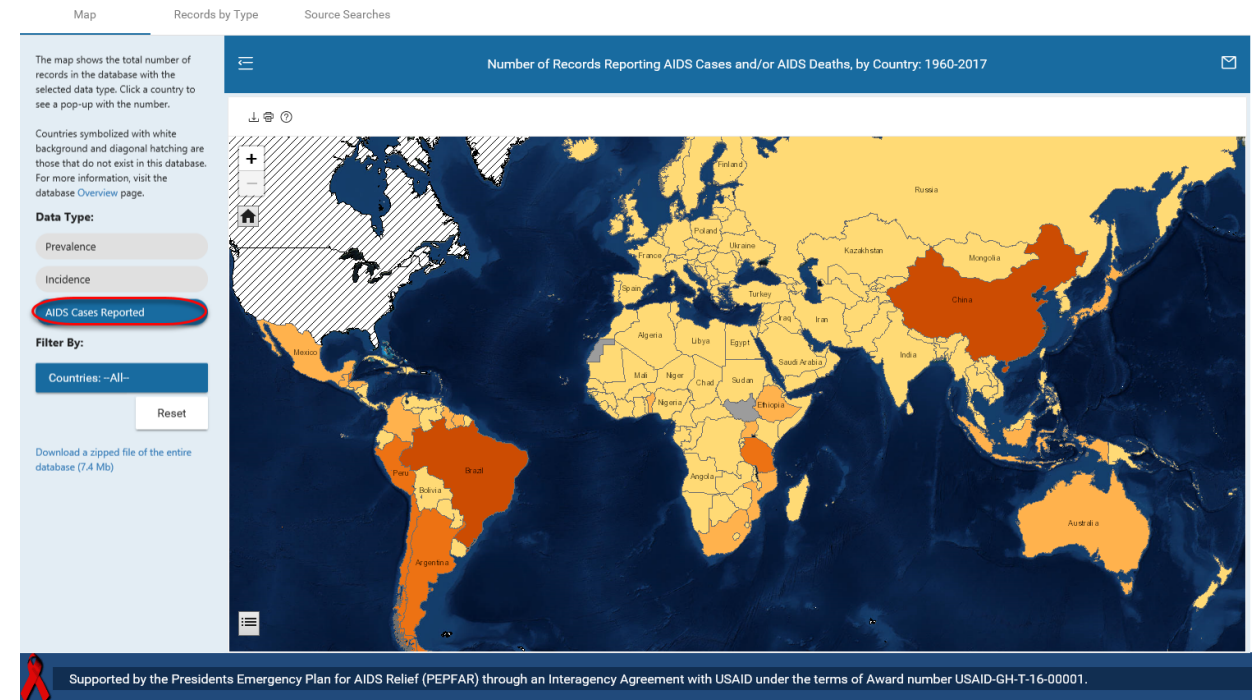 Map Records by Type Source Searches
The map shows the total number of
records in the database with the
selected data type. Click a country to
see a pop-up with the number.
Countries symbolized with white
background and diagonal hatching are
those that do not exist in this database.
For more information, visit the
database Overview page.
Data Type:
Prevalence
Incidence
AIDS Cases Reported
Filter By:
Countries: --All--
Reset
Download a zipped file of the entire
database (7.4 Mb)
Number of Records Reporting AIDS Cases and/or AIDS Deaths, by Country: 1960-2017
+
Finland
Russia
Poland
Ukraine
France
Kazakhstan
Mongolia
Spain
Turkey
China
Iraq
Iran
Algeria
Libya
Egypt
Mexico
Saudi Arabia
India
Mali
Niger
Chad
Sudan
Nigeria
Ethiopia
Peru
Brazil
Angola
Bolivia
Australia
Argentina
Supported by the Presidents Emergency Plan for AIDS Relief (PEPFAR) through an Interagency Agreement with USAID under the terms of Award number USAID-GH-T-16-00001.